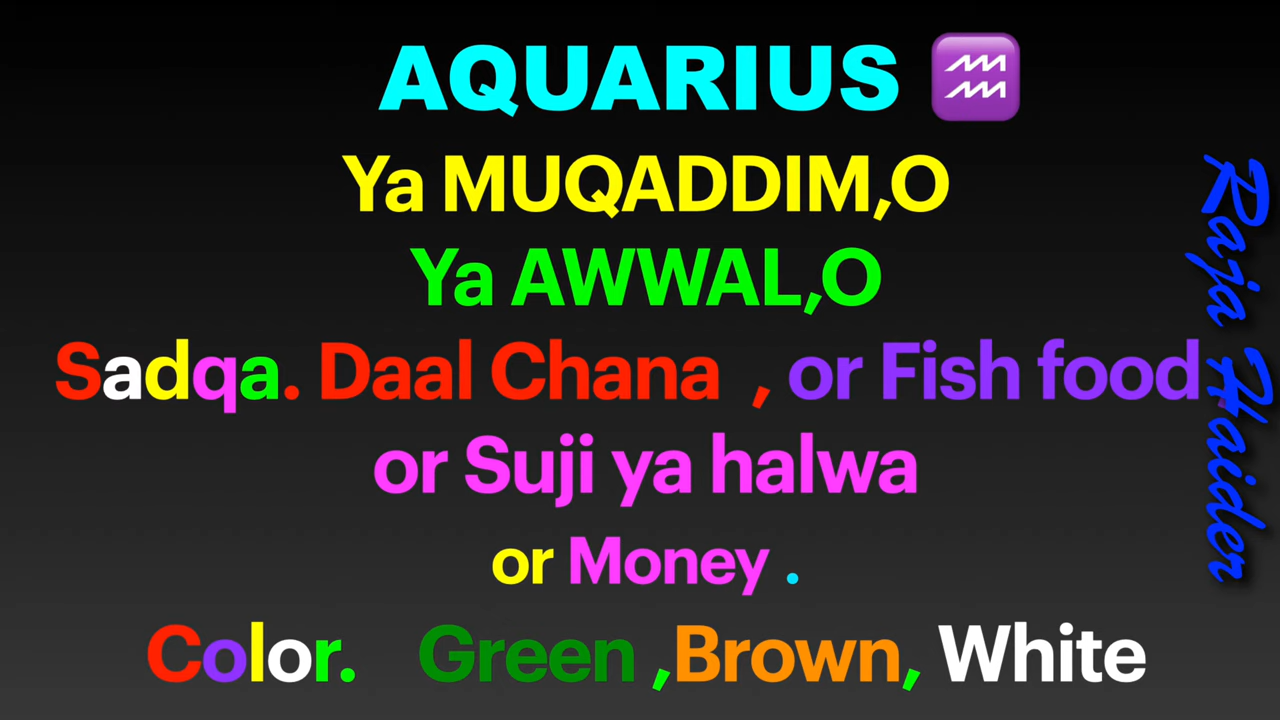 AQUARIUS ♒
Ya MUQADDIM,O
Ya AWWAL,O
Sadqa. Daal Chana , or Fish food,
or Suji ya halwa
or Money .
Color. Green ,Brown, White
Raja Haider